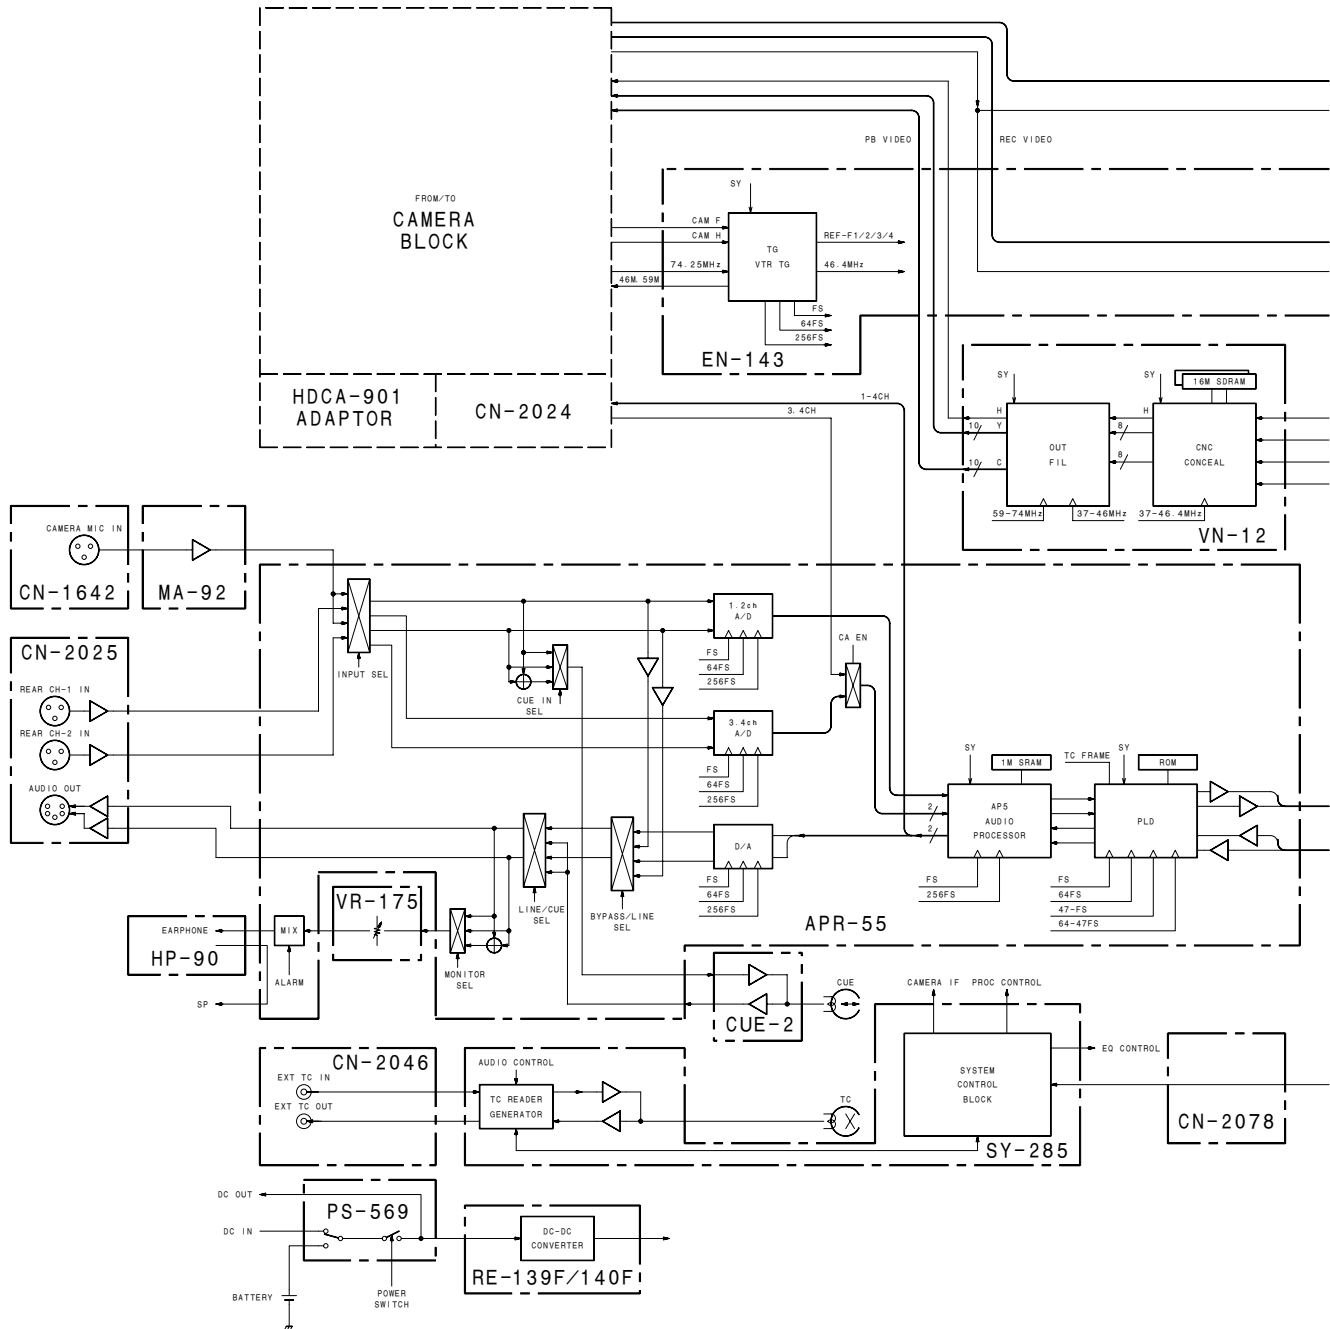 PB VIDEO
REC VIDEO
FROM/TO
CAMERA
BLOCK
SY
CAM F
CAM H
74.25MHz
46M.59M
TG
VTR TG
REF-F1/2/3/4
46.4MHz
FS
64FS
256FS
EN-143
HDCA-901
ADAPTOR
CN-2024
1-4CH
3.4CH
SY
SY
16M SDRAM
H
10
Y
10
C
OUT
FIL
H
8
8
CNC
CONCEAL
59-74MHz
37-46MHz
37-46.4MHz
VN-12
CAMERA MIC IN
CN-1642
MA-92
CN-2025
REAR CH-1 IN
REAR CH-2 IN
AUDIO OUT
INPUT SEL
CUE IN
SEL
1.2ch
A/D
FS
64FS
256FS
CA EN
3.4ch
A/D
FS
64FS
256FS
D/A
FS
64FS
256FS
SY
1M SRAM
2
2
AP5
AUDIO
PROCESSOR
FS
256FS
TC FRAME
SY
ROM
PLD
FS
64FS
47-FS
64-47FS
LINE/CUE
SEL
BYPASS/LINE
SEL
APR-55
VR-175
EARPHONE
HP-90
MIX
ALARM
MONITOR
SEL
SP
CUE-2
CUE
CAMERA IF
PROC CONTROL
SYSTEM
CONTROL
BLOCK
EQ CONTROL
SY-285
CN-2078
CN-2046
EXT TC IN
EXT TC OUT
AUDIO CONTROL
TC READER
GENERATOR
TC
DC OUT
DC IN
PS-569
BATTERY
POWER
SWITCH
DC-DC
CONVERTER
RE-139F/140F